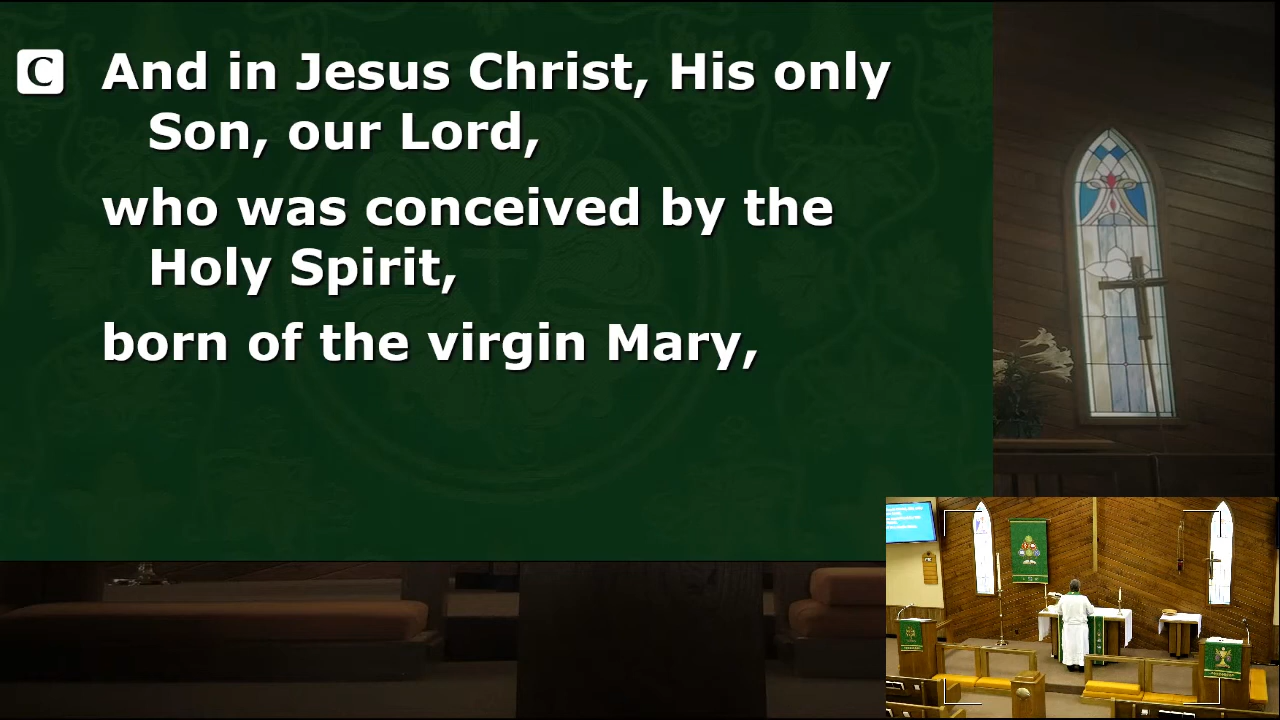 C And in Jesus Christ, His only
Son, our Lord,
who was conceived by the
Holy Spirit,
born of the virgin Mary,